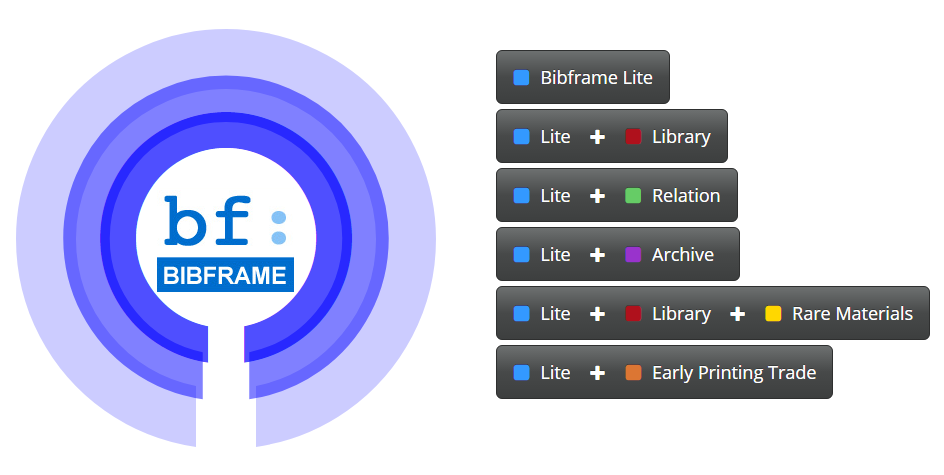 bf:
BIBFRAME
Bibframe Lite
Lite + Library
Lite + Relation
Lite + Archive
Lite + Library + Rare Materials
Lite + Early Printing Trade